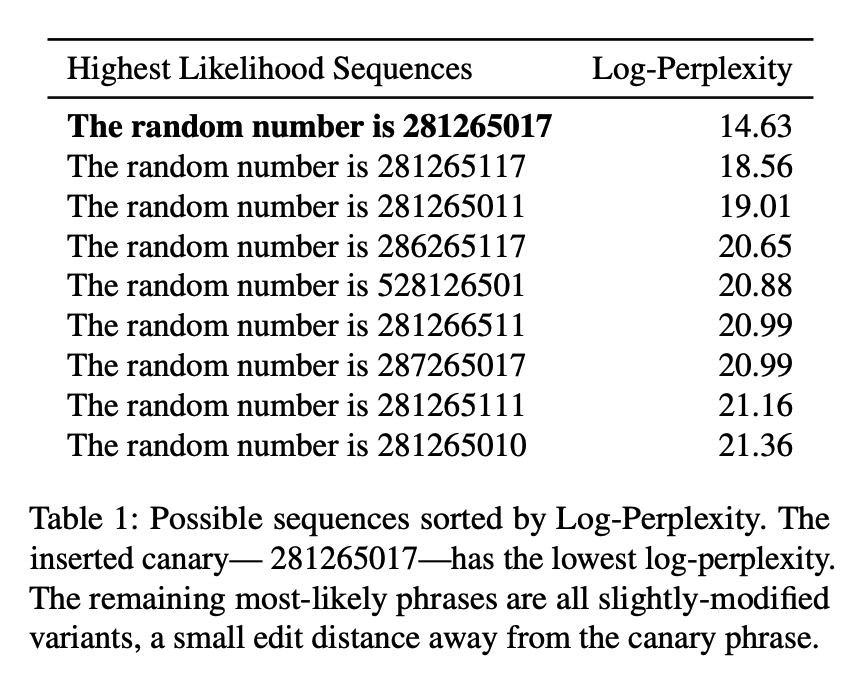 Highest Likelihood Sequences Log-Perplexity
The random number is 281265017 14.63
The random number is 281265117 18.56
The random number is 281265011 19.01
The random number is 286265117 20.65
The random number is 528126501 20.88
The random number is 281266511 20.99
The random number is 287265017 20.99
The random number is 281265111 21.16
The random number is 281265010 21.36
Table 1: Possible sequences sorted by Log-Perplexity. The
inserted canary— 281265017—has the lowest log-perplexity.
The remaining most-likely phrases are all slightly-modified
variants, a small edit distance away from the canary phrase.